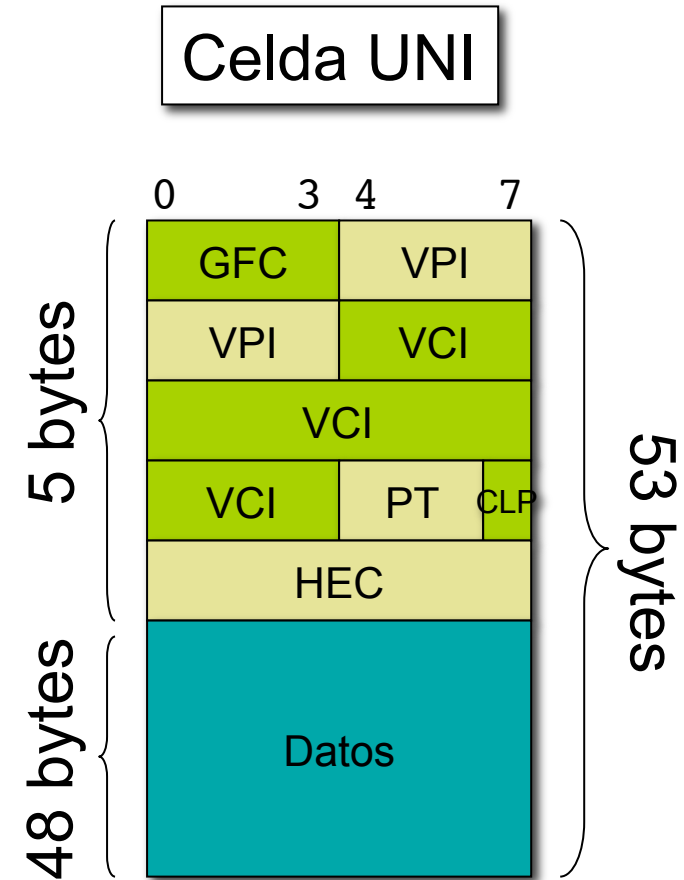 Celda UNI
0 3 4 7
GFC VPI
VPI VCI
VCI
VCI PT CLP
HEC
Datos
5 bytes
48 bytes
53 bytes